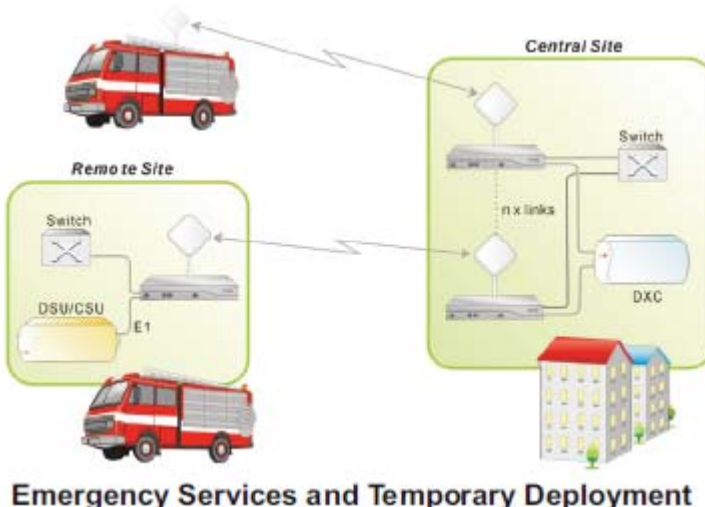 Central Site
Switch
Remote Site
Switch
n x links
DSU/CSU
E1
DXC
Emergency Services and Temporary Deployment